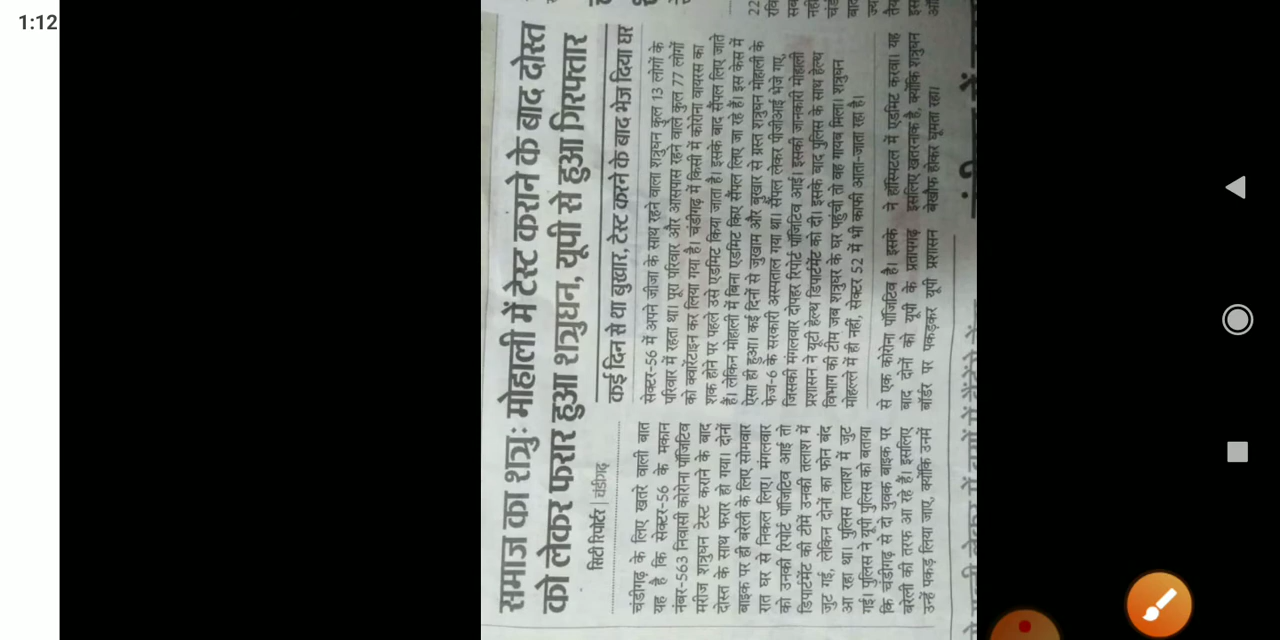 1:12
समाज का शत्रुः मोहाली में टेस्ट कराने के बाद दोस्त
को लेकर फरार हुआ शत्रुघन, यूपी से हुआ गिरफ्तार
सिटी रिपोर्टर | चंडीगढ़
चंडीगढ़ के लिए खतरे वाली बात
यह है कि सेक्टर-56 के मकान
नंबर-563 निवासी कोरोना पॉजिटिव
मरीज शत्रुघन टेस्ट कराने के बाद
दोस्त के साथ फरार हो गया। दोनों
बाइक पर ही बरेली के लिए सोमवार
रात घर से निकल लिए। मंगलवार
को उनकी रिपोर्ट पॉजिटिव आई तो
डिपार्टमेंट की टीमें उनकी तलाश में
जुट गई, लेकिन दोनों का फोन बंद
आ रहा था। पुलिस तलाश में जुट
गई। पुलिस ने यूपी पुलिस को बताया
कि चंडीगढ़ से दो युवक बाइक पर
बरेली की तरफ आ रहे हैं। इसलिए
उन्हें पकड़ लिया जाए, क्योंकि उनमें
कई दिन से था बुखार, टेस्ट करने के बाद भेज दिया घर
सेक्टर-56 में अपने जीजा के साथ रहने वाला शत्रुघन कुल 13 लोगों के
परिवार में रहता था। पूरा परिवार और आसपास रहने वाले कुल 77 लोगों
को क्वारेंटाइन कर लिया गया है। चंडीगढ़ में किसी में कोरोना वायरस का
शक होने पर पहले उसे एडमिट किया जाता है। इसके बाद सैंपल लिए जाते
हैं। लेकिन मोहाली में बिना एडमिट किए सैंपल लिए जा रहे हैं। इस केस में
ऐसा ही हुआ। कई दिनों से जुखाम और बुखार से ग्रस्त शत्रुघन मोहाली के
फेज-6 के सरकारी अस्पताल गया था। सैंपल लेकर पीजीआई भेजे गए,
जिसकी मंगलवार दोपहर रिपोर्ट पॉजिटिव आई। इसकी जानकारी मोहाली
प्रशासन ने यूटी हेल्थ डिपार्टमेंट को दी। इसके बाद पुलिस के साथ हेल्थ
विभाग की टीम जब शत्रुघर के घर पहुंची तो वह गायब मिला। शत्रुघन
मोहल्ले में ही नहीं, सेक्टर 52 में भी काफी आता-जाता रहा है।
से एक कोरोना पॉजिटिव है। इसके
बाद दोनों को यूपी के प्रतापगढ़
बॉर्डर पर पकड़कर यूपी प्रशासन
ने हॉस्पिटल में एडमिट करवा। यह
इसलिए खतरनाक है, क्योंकि शत्रुघन
बेखौफ होकर घूमता रहा।
22
रवि
सब
नही
चंडी
बाद